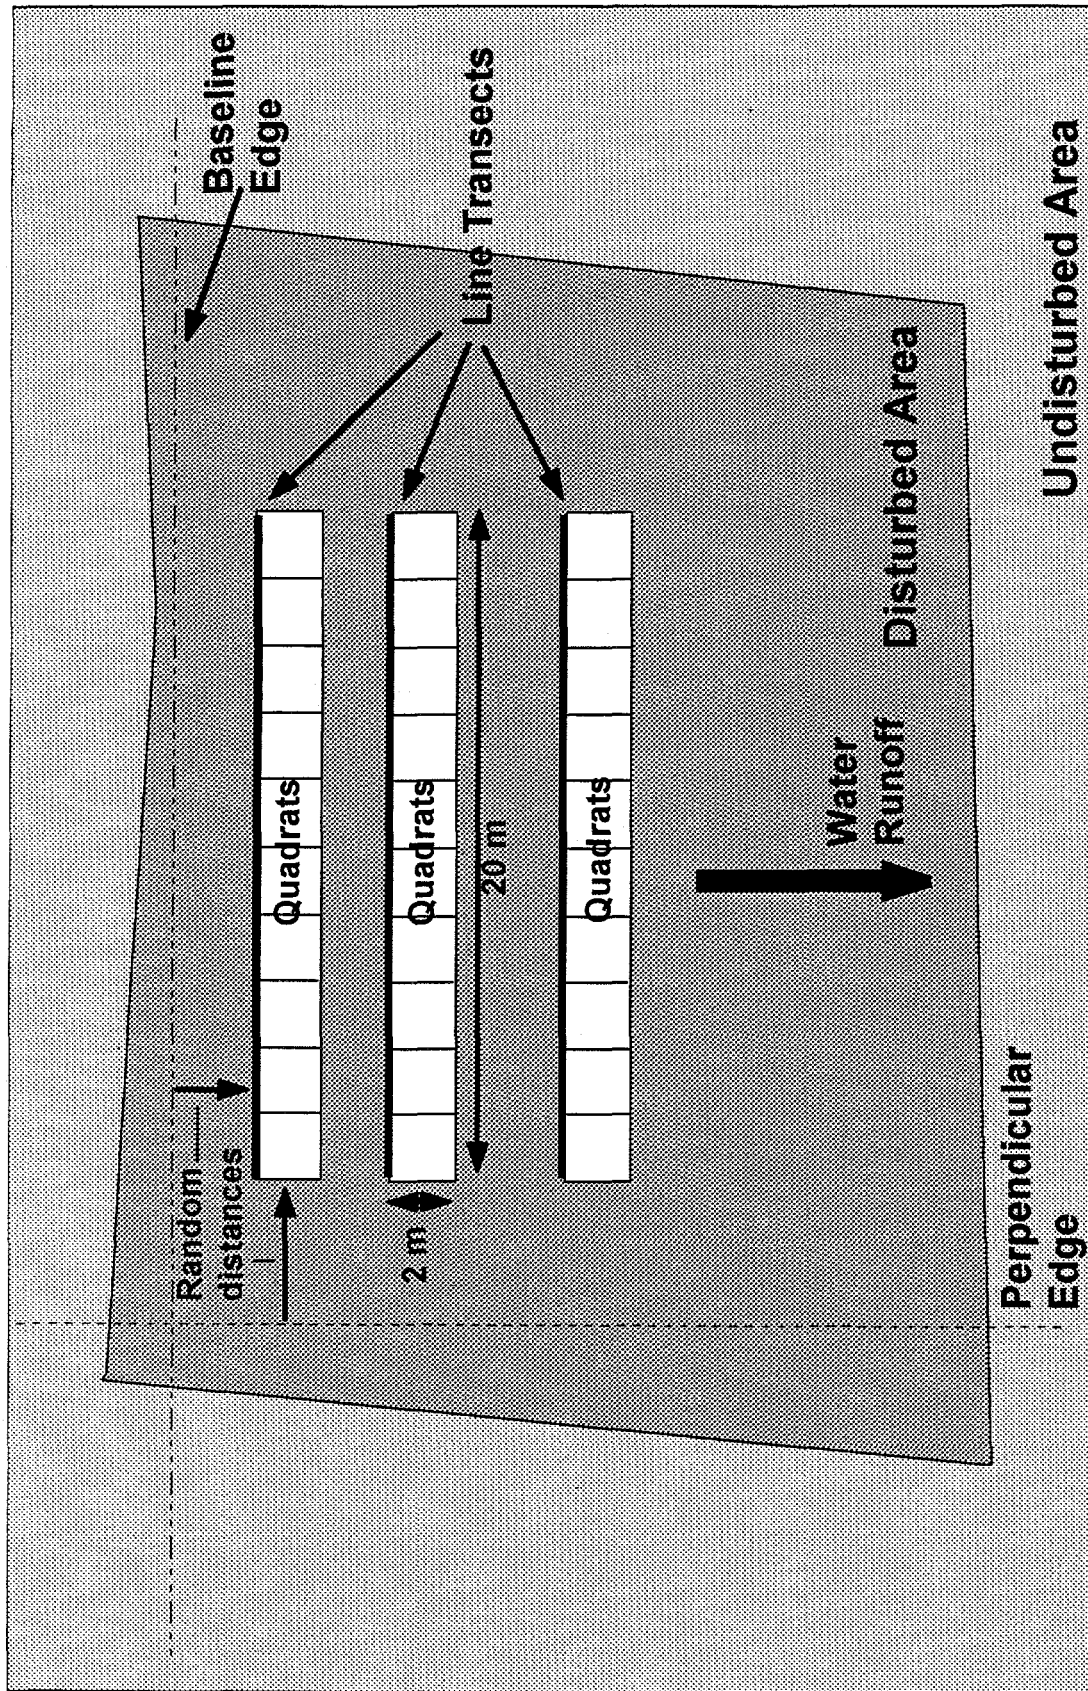 Baseline
Edge
Random
distances
Quadrats
Line Transects
Quadrats
2 m
20 m
Quadrats
Water
Runoff
Disturbed Area
Perpendicular
Edge
Undisturbed Area